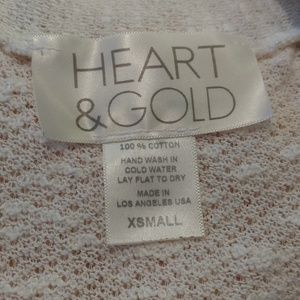 HEART
&GOLD
100 % COTTON
HAND WASH IN
COLD WATER
LAY FLAT TO DRY
MADE IN
LOS ANGELES USA
XSMALL